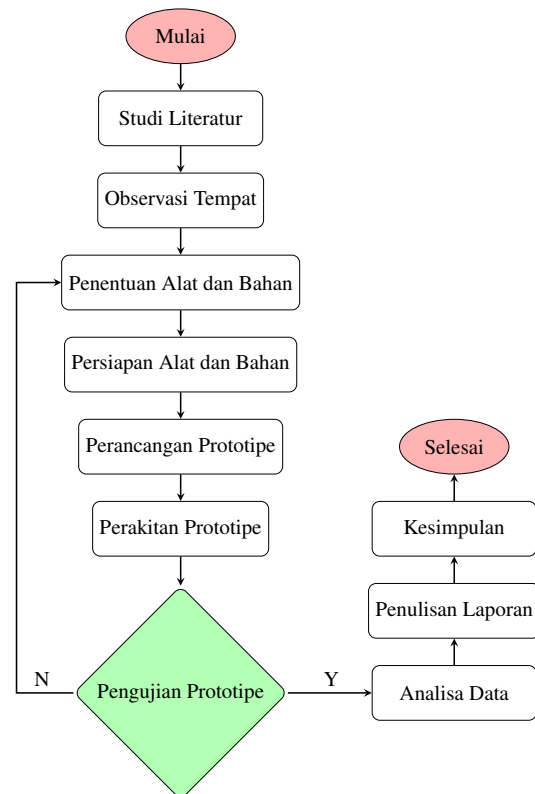 Mulai
Studi Literatur
Observasi Tempat
Penentuan Alat dan Bahan
Persiapan Alat dan Bahan
Perancangan Prototipe
Perakitan Prototipe
Pengujian Prototipe
N
Y
Analisa Data
Penulisan Laporan
Kesimpulan
Selesai